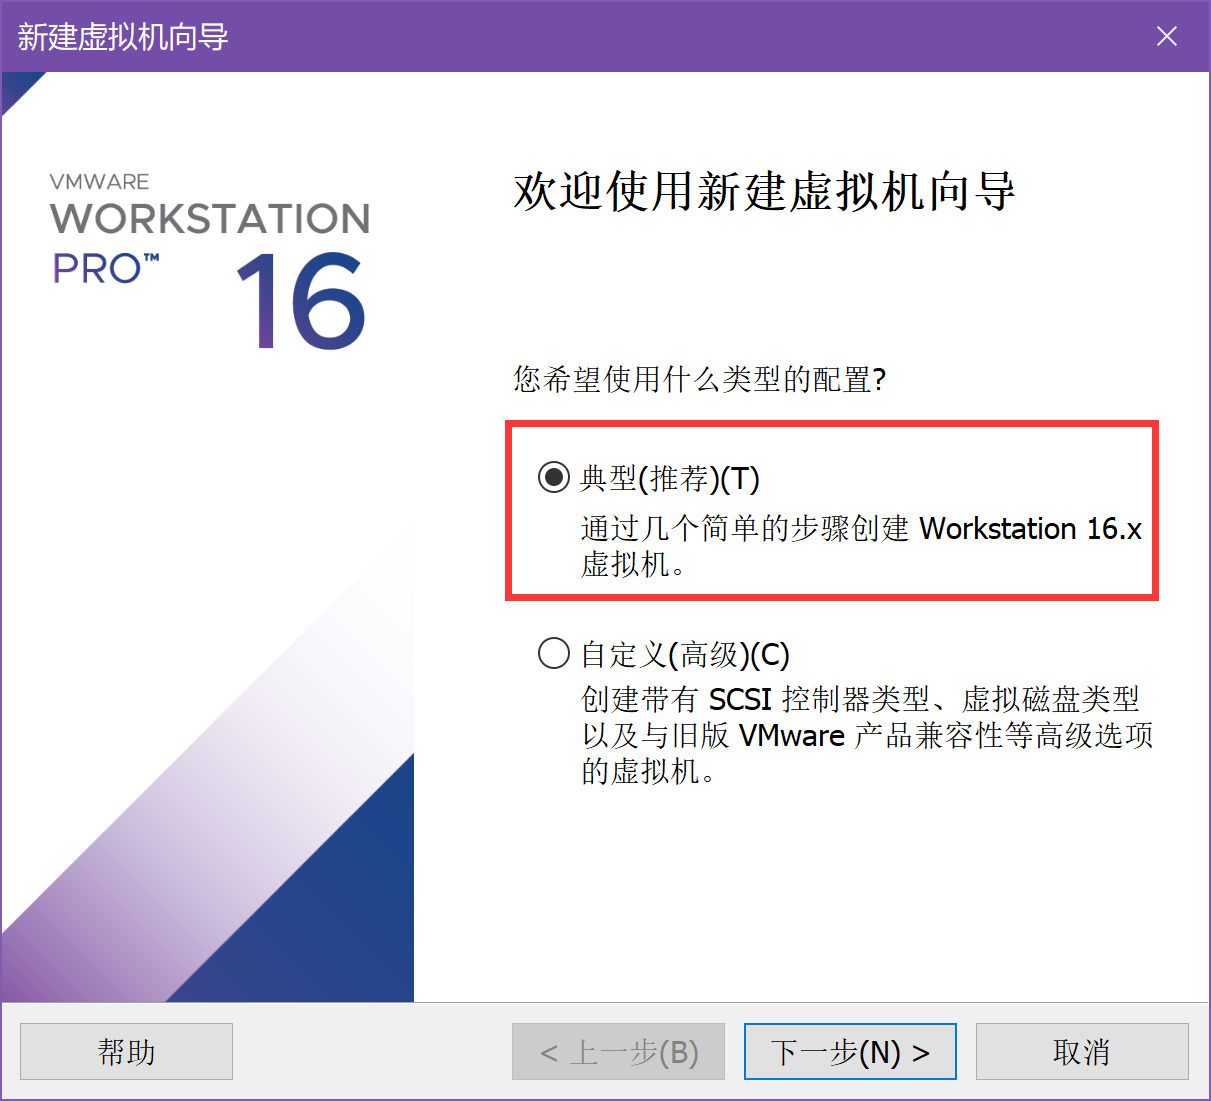 新建虚拟机向导
VMWARE
WORKSTATION
PRO™ 16
欢迎使用新建虚拟机向导
您希望使用什么类型的配置?
典型(推荐)(T)
通过几个简单的步骤创建 Workstation 16.x
虚拟机。
自定义(高级)(C)
创建带有 SCSI 控制器类型、虚拟磁盘类型
以及与旧版 VMware 产品兼容性等高级选项
的虚拟机。
帮助
< 上一步(B)
下一步(N) >
取消